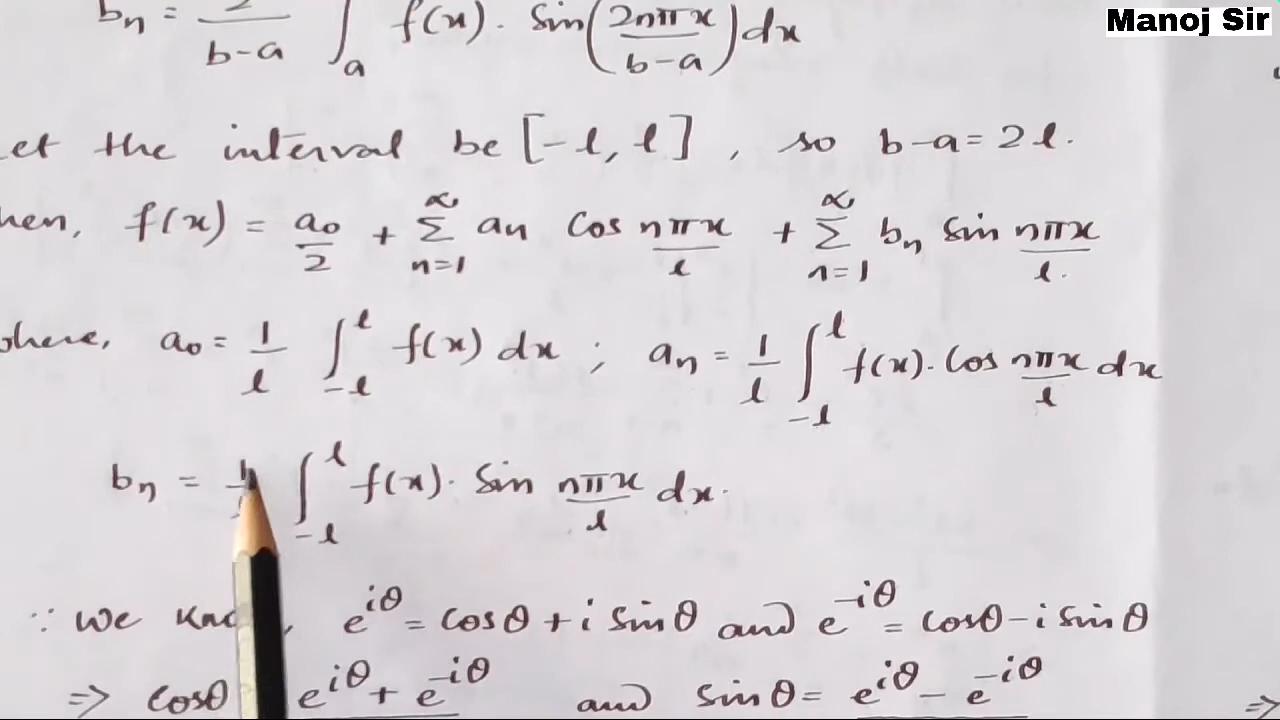 Manoj Sir
bn = 2/(b-a) ∫a f(x). sin(2nπx/(b-a)) dx
et the interval be [-l, l], so b-a = 2l.
hen, f(x) = a0/2 + ∑_{n=1}^{∞} an cos nπx/l + ∑_{n=1}^{∞} bn sin nπx/l.
here, a0 = 1/l ∫_{-l}^{l} f(x) dx ; an = 1/l ∫_{-l}^{l} f(x). cos nπx/l dx
bn = ∫_{-l}^{l} f(x). sin nπx/l dx.
∵ we e^{iθ} = cosθ + i sinθ and e^{-iθ} = cosθ - i sinθ
=> cosθ e^{iθ} + e^{-iθ} and sinθ = e^{iθ} - e^{-iθ} =>